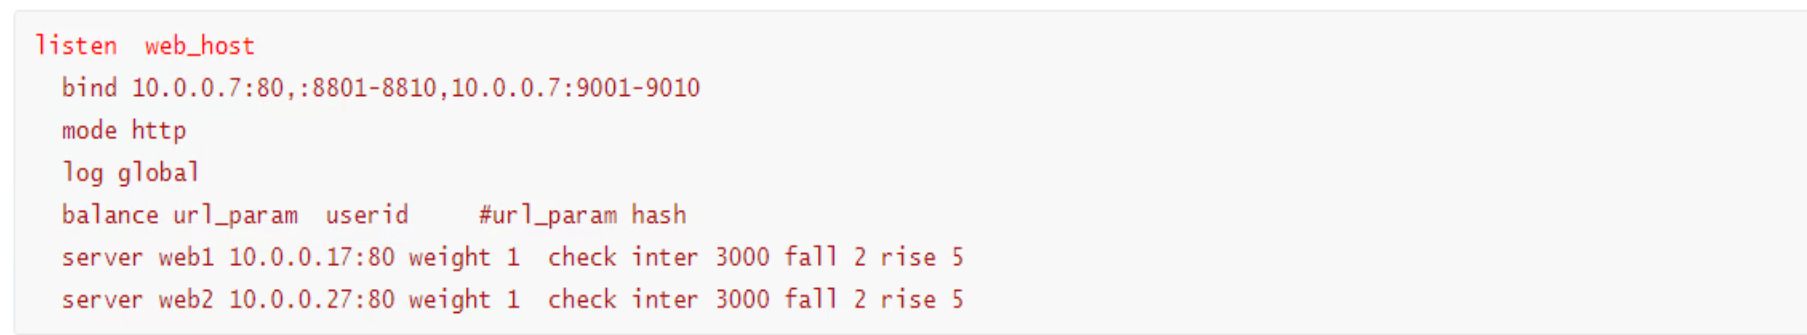 listen  web_host
  bind 10.0.0.7:80,:8801-8810,10.0.0.7:9001-9010
  mode http
  log global
  balance url_param  userid     #url_param hash
  server web1 10.0.0.17:80 weight 1  check inter 3000 fall 2 rise 5
  server web2 10.0.0.27:80 weight 1  check inter 3000 fall 2 rise 5